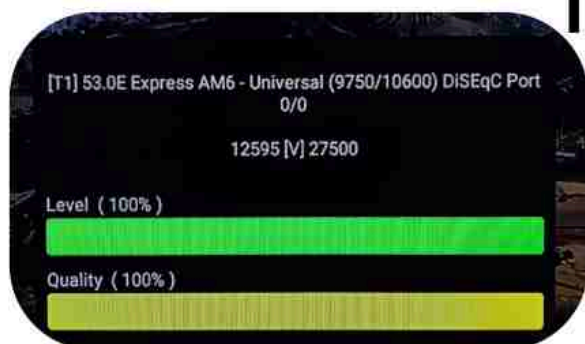 [T1] 53.0E Express AM6 - Universal (9750/10600) DiSEqC Port
0/0
12595 [V] 27500
Level ( 100% )
Quality ( 100% )